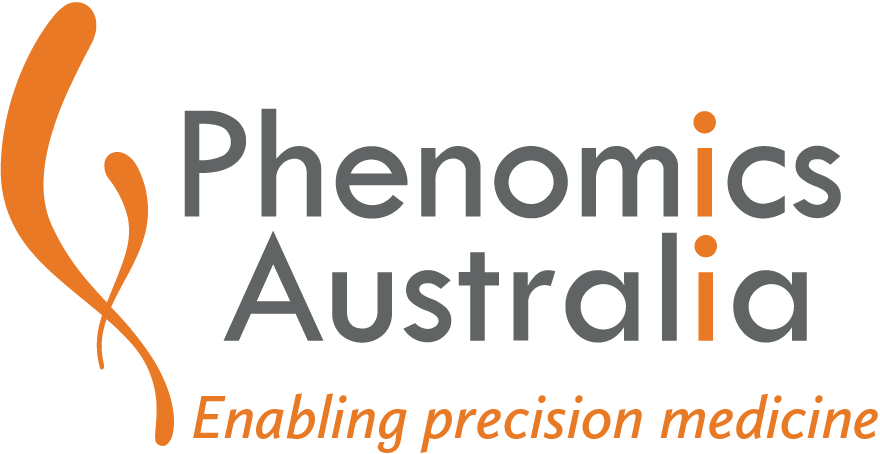 Phenomics
Australia
Enabling precision medicine